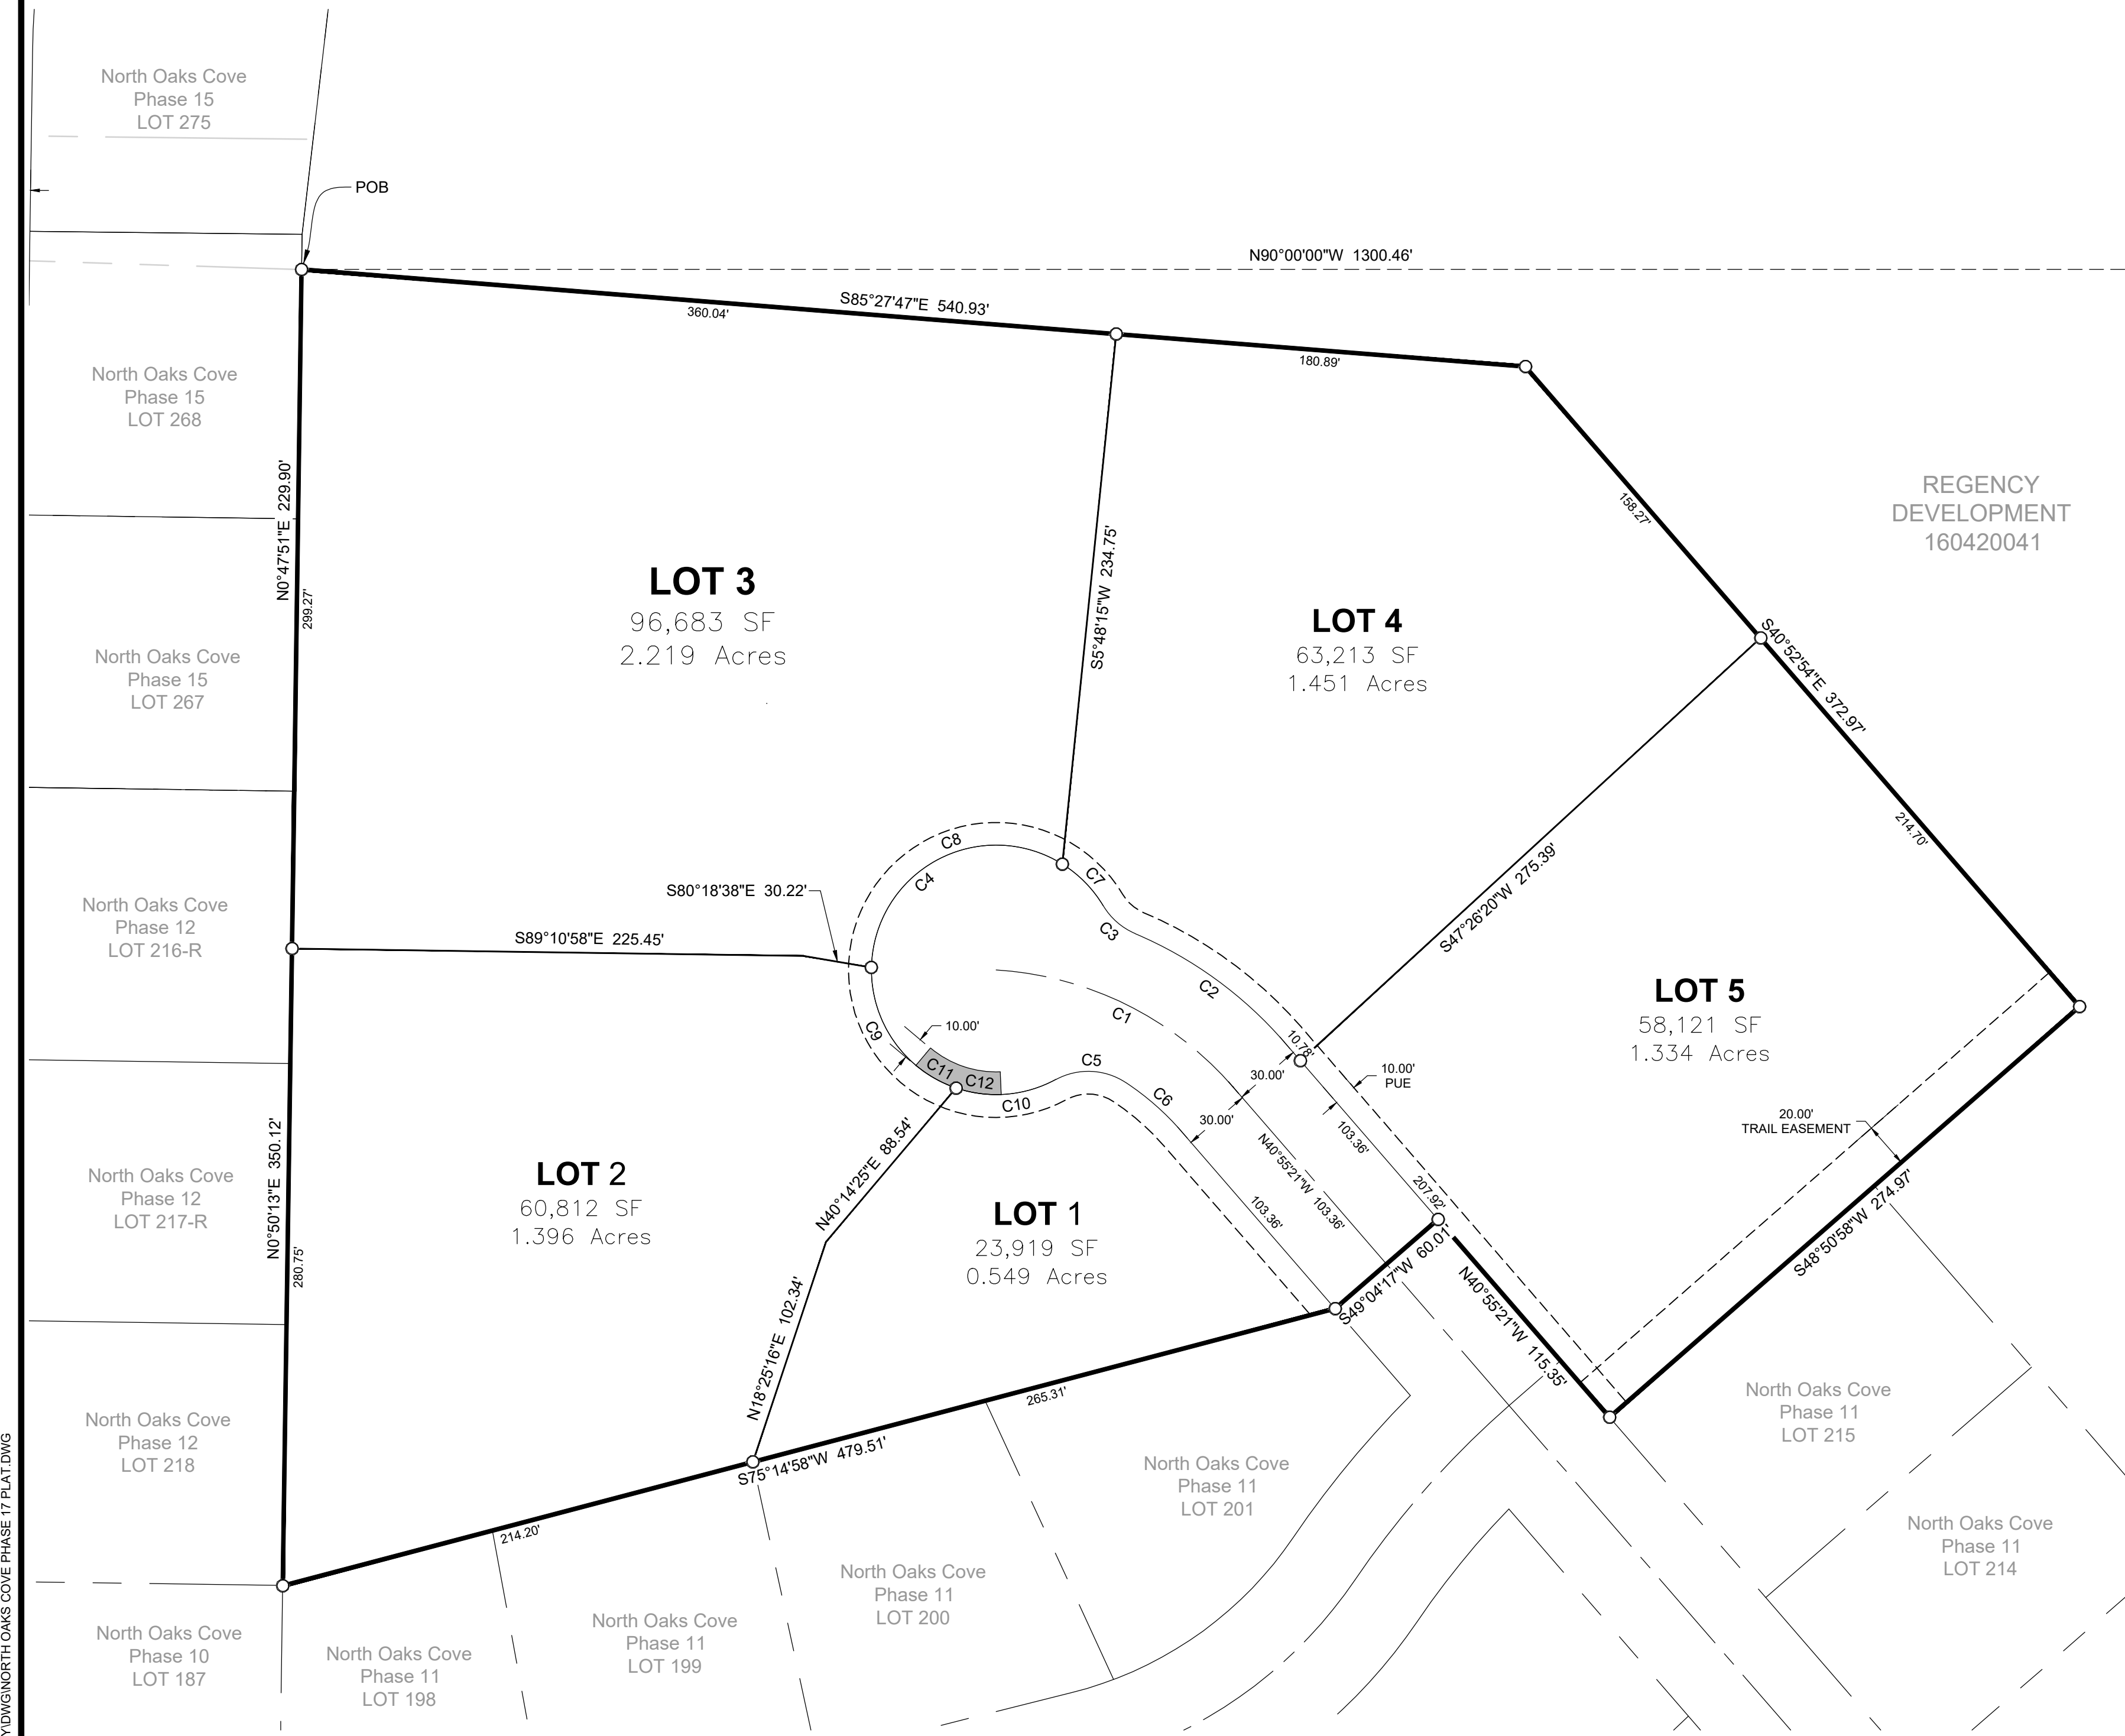 North Oaks Cove
Phase 15
LOT 275
POB
N90°00'00"W 1300.46'
S85°27'47"E 540.93'
360.04'
180.89'
North Oaks Cove
Phase 15
LOT 268
N0°47'51"E 229.90'
299.27'
LOT 3
96,683 SF
2.219 Acres
S5°48'15"W 234.75'
LOT 4
63,213 SF
1.451 Acres
158.27'
REGENCY
DEVELOPMENT
160420041
North Oaks Cove
Phase 15
LOT 267
S40°52'54"E 372.97'
214.70'
North Oaks Cove
Phase 12
LOT 216-R
S89°10'58"E 225.45'
S80°18'38"E 30.22'
C8
C4
C7
C3
C2
C1
C9
10.00'
C11
C12
C10
C5
C6
S47°26'20"W 275.39'
10.78'
30.00'
30.00'
10.00'
PUE
LOT 5
58,121 SF
1.334 Acres
20.00'
TRAIL EASEMENT
103.36'
N40°55'21"W 103.36'
103.36'
207.92'
North Oaks Cove
Phase 12
LOT 217-R
N0°50'13"E 350.12'
280.75'
LOT 2
60,812 SF
1.396 Acres
N40°14'25"E 88.54'
N18°25'16"E 102.34'
LOT 1
23,919 SF
0.549 Acres
S49°04'17"W 60.01'
N40°55'21"W 115.35'
S48°50'58"W 274.97'
265.31'
S75°14'58"W 479.51'
214.20'
North Oaks Cove
Phase 12
LOT 218
North Oaks Cove
Phase 11
LOT 215
North Oaks Cove
Phase 11
LOT 201
North Oaks Cove
Phase 11
LOT 214
North Oaks Cove
Phase 11
LOT 200
North Oaks Cove
Phase 11
LOT 199
North Oaks Cove
Phase 11
LOT 198
North Oaks Cove
Phase 10
LOT 187
Y\DWG\NORTH OAKS COVE PHASE 17 PLAT.DWG